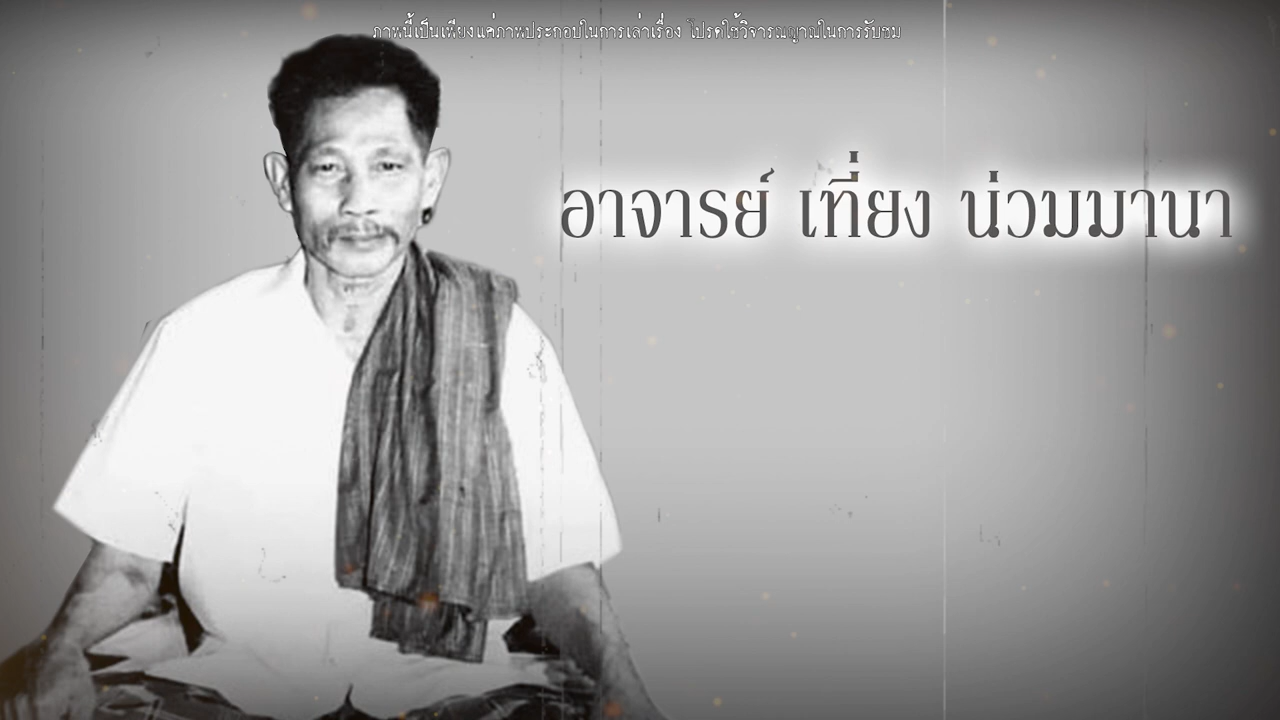 ภาพนี้เป็นเพียงแค่ภาพประกอบในการเล่าเรื่อง โปรดใช้วิจารณญาณในการรับชม
อาจารย์ เที่ยง น่วมมานา